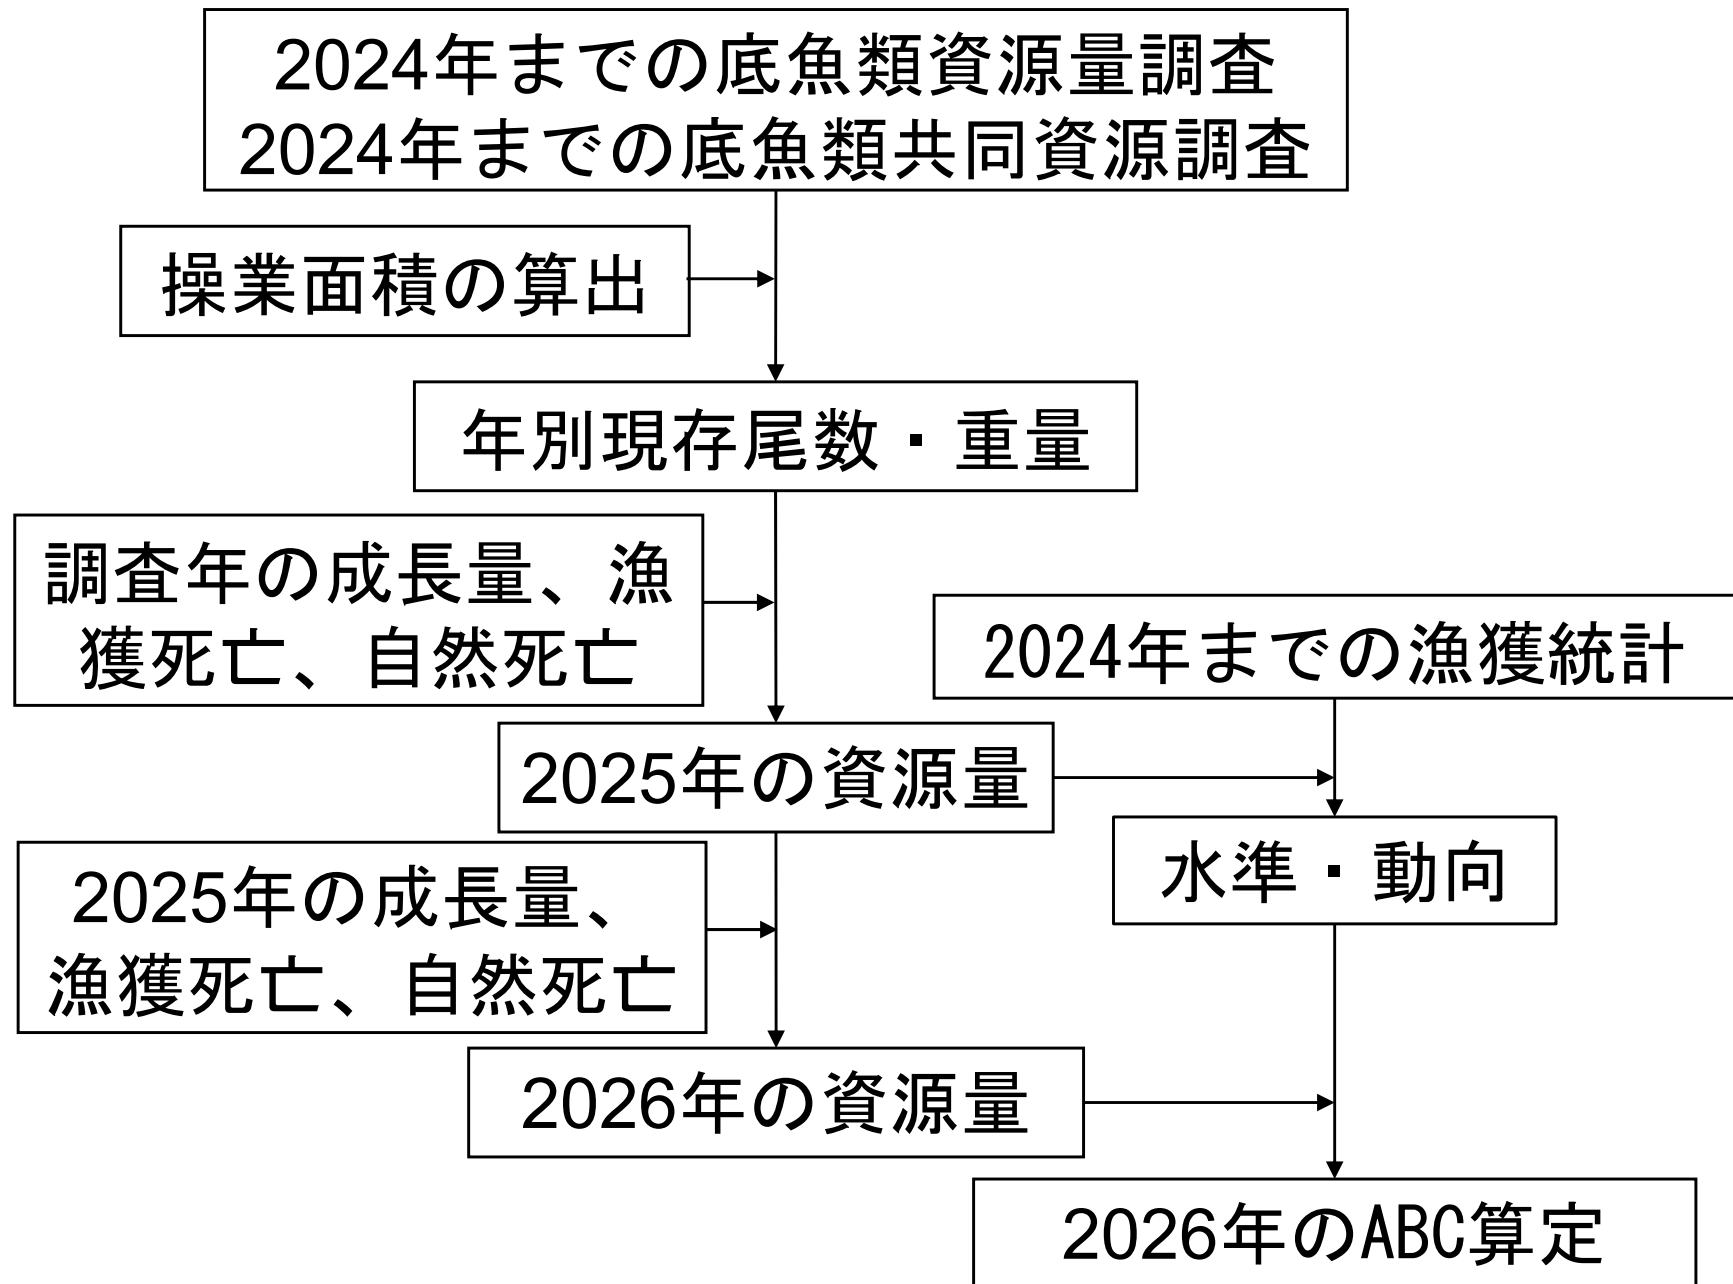 2024年までの底魚類資源量調査
2024年までの底魚類共同資源調査
操業面積の算出
年別現存尾数・重量
調査年の成長量、漁
獲死亡、自然死亡
2024年までの漁獲統計
2025年の資源量
水準・動向
2025年の成長量、
漁獲死亡、自然死亡
2026年の資源量
2026年のABC算定